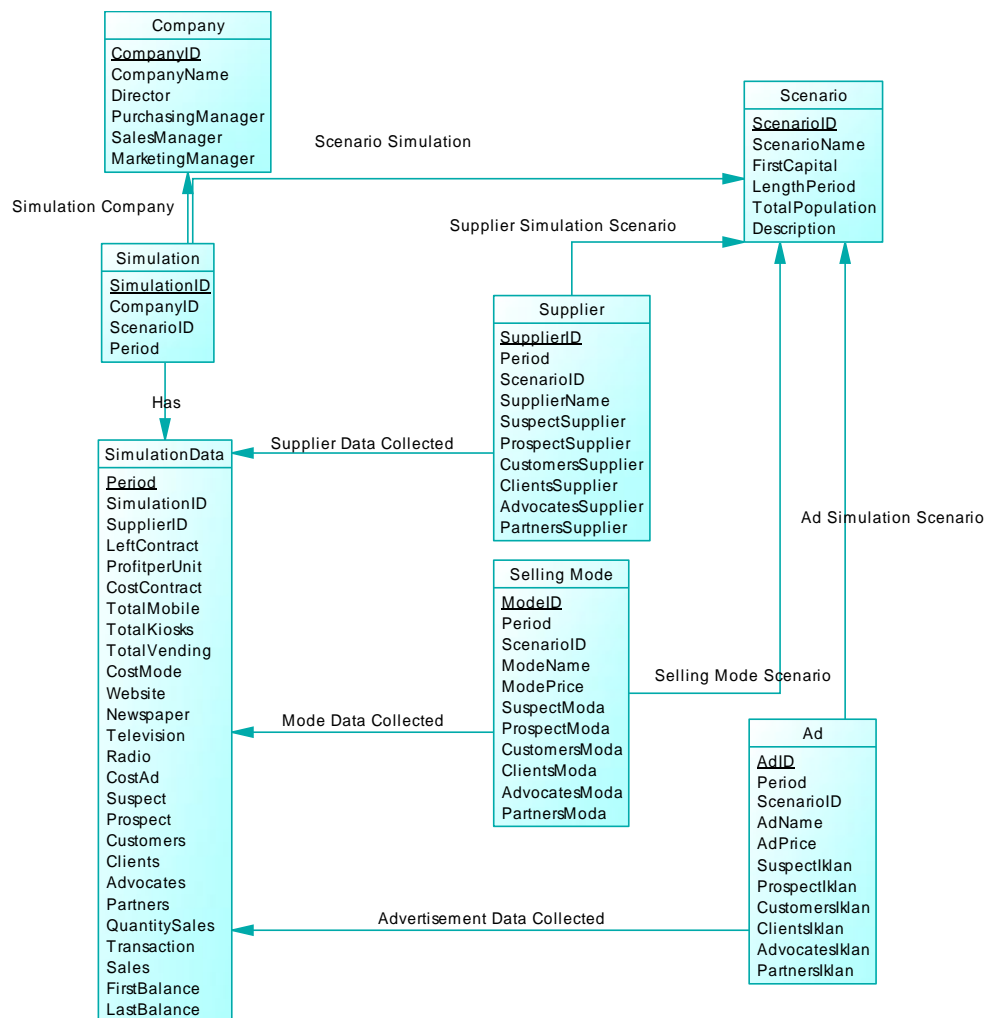 Company
CompanyID
CompanyName
Director
PurchasingManager
SalesManager
MarketingManager
Scenario Simulation
Scenario
ScenarioID
ScenarioName
FirstCapital
LengthPeriod
TotalPopulation
Description
Simulation Company
Supplier Simulation Scenario
Simulation
SimulationID
CompanyID
ScenarioID
Period
Has
Supplier
SupplierID
Period
ScenarioID
SupplierName
SuspectSupplier
ProspectSupplier
CustomersSupplier
ClientsSupplier
AdvocatesSupplier
PartnersSupplier
Supplier Data Collected
Ad Simulation Scenario
SimulationData
Period
SimulationID
SupplierID
LeftContract
ProfitperUnit
CostContract
TotalMobile
TotalKiosks
TotalVending
CostMode
Website
Newspaper
Television
Radio
CostAd
Suspect
Prospect
Customers
Clients
Advocates
Partners
QuantitySales
Transaction
Sales
FirstBalance
LastBalance
Selling Mode
ModeID
Period
ScenarioID
ModeName
ModePrice
SuspectModa
ProspectModa
CustomersModa
ClientsModa
AdvocatesModa
PartnersModa
Selling Mode Scenario
Mode Data Collected
Ad
AdID
Period
ScenarioID
AdName
AdPrice
SuspectIklan
ProspectIklan
CustomersIklan
ClientsIklan
AdvocatesIklan
PartnersIklan
Advertisement Data Collected